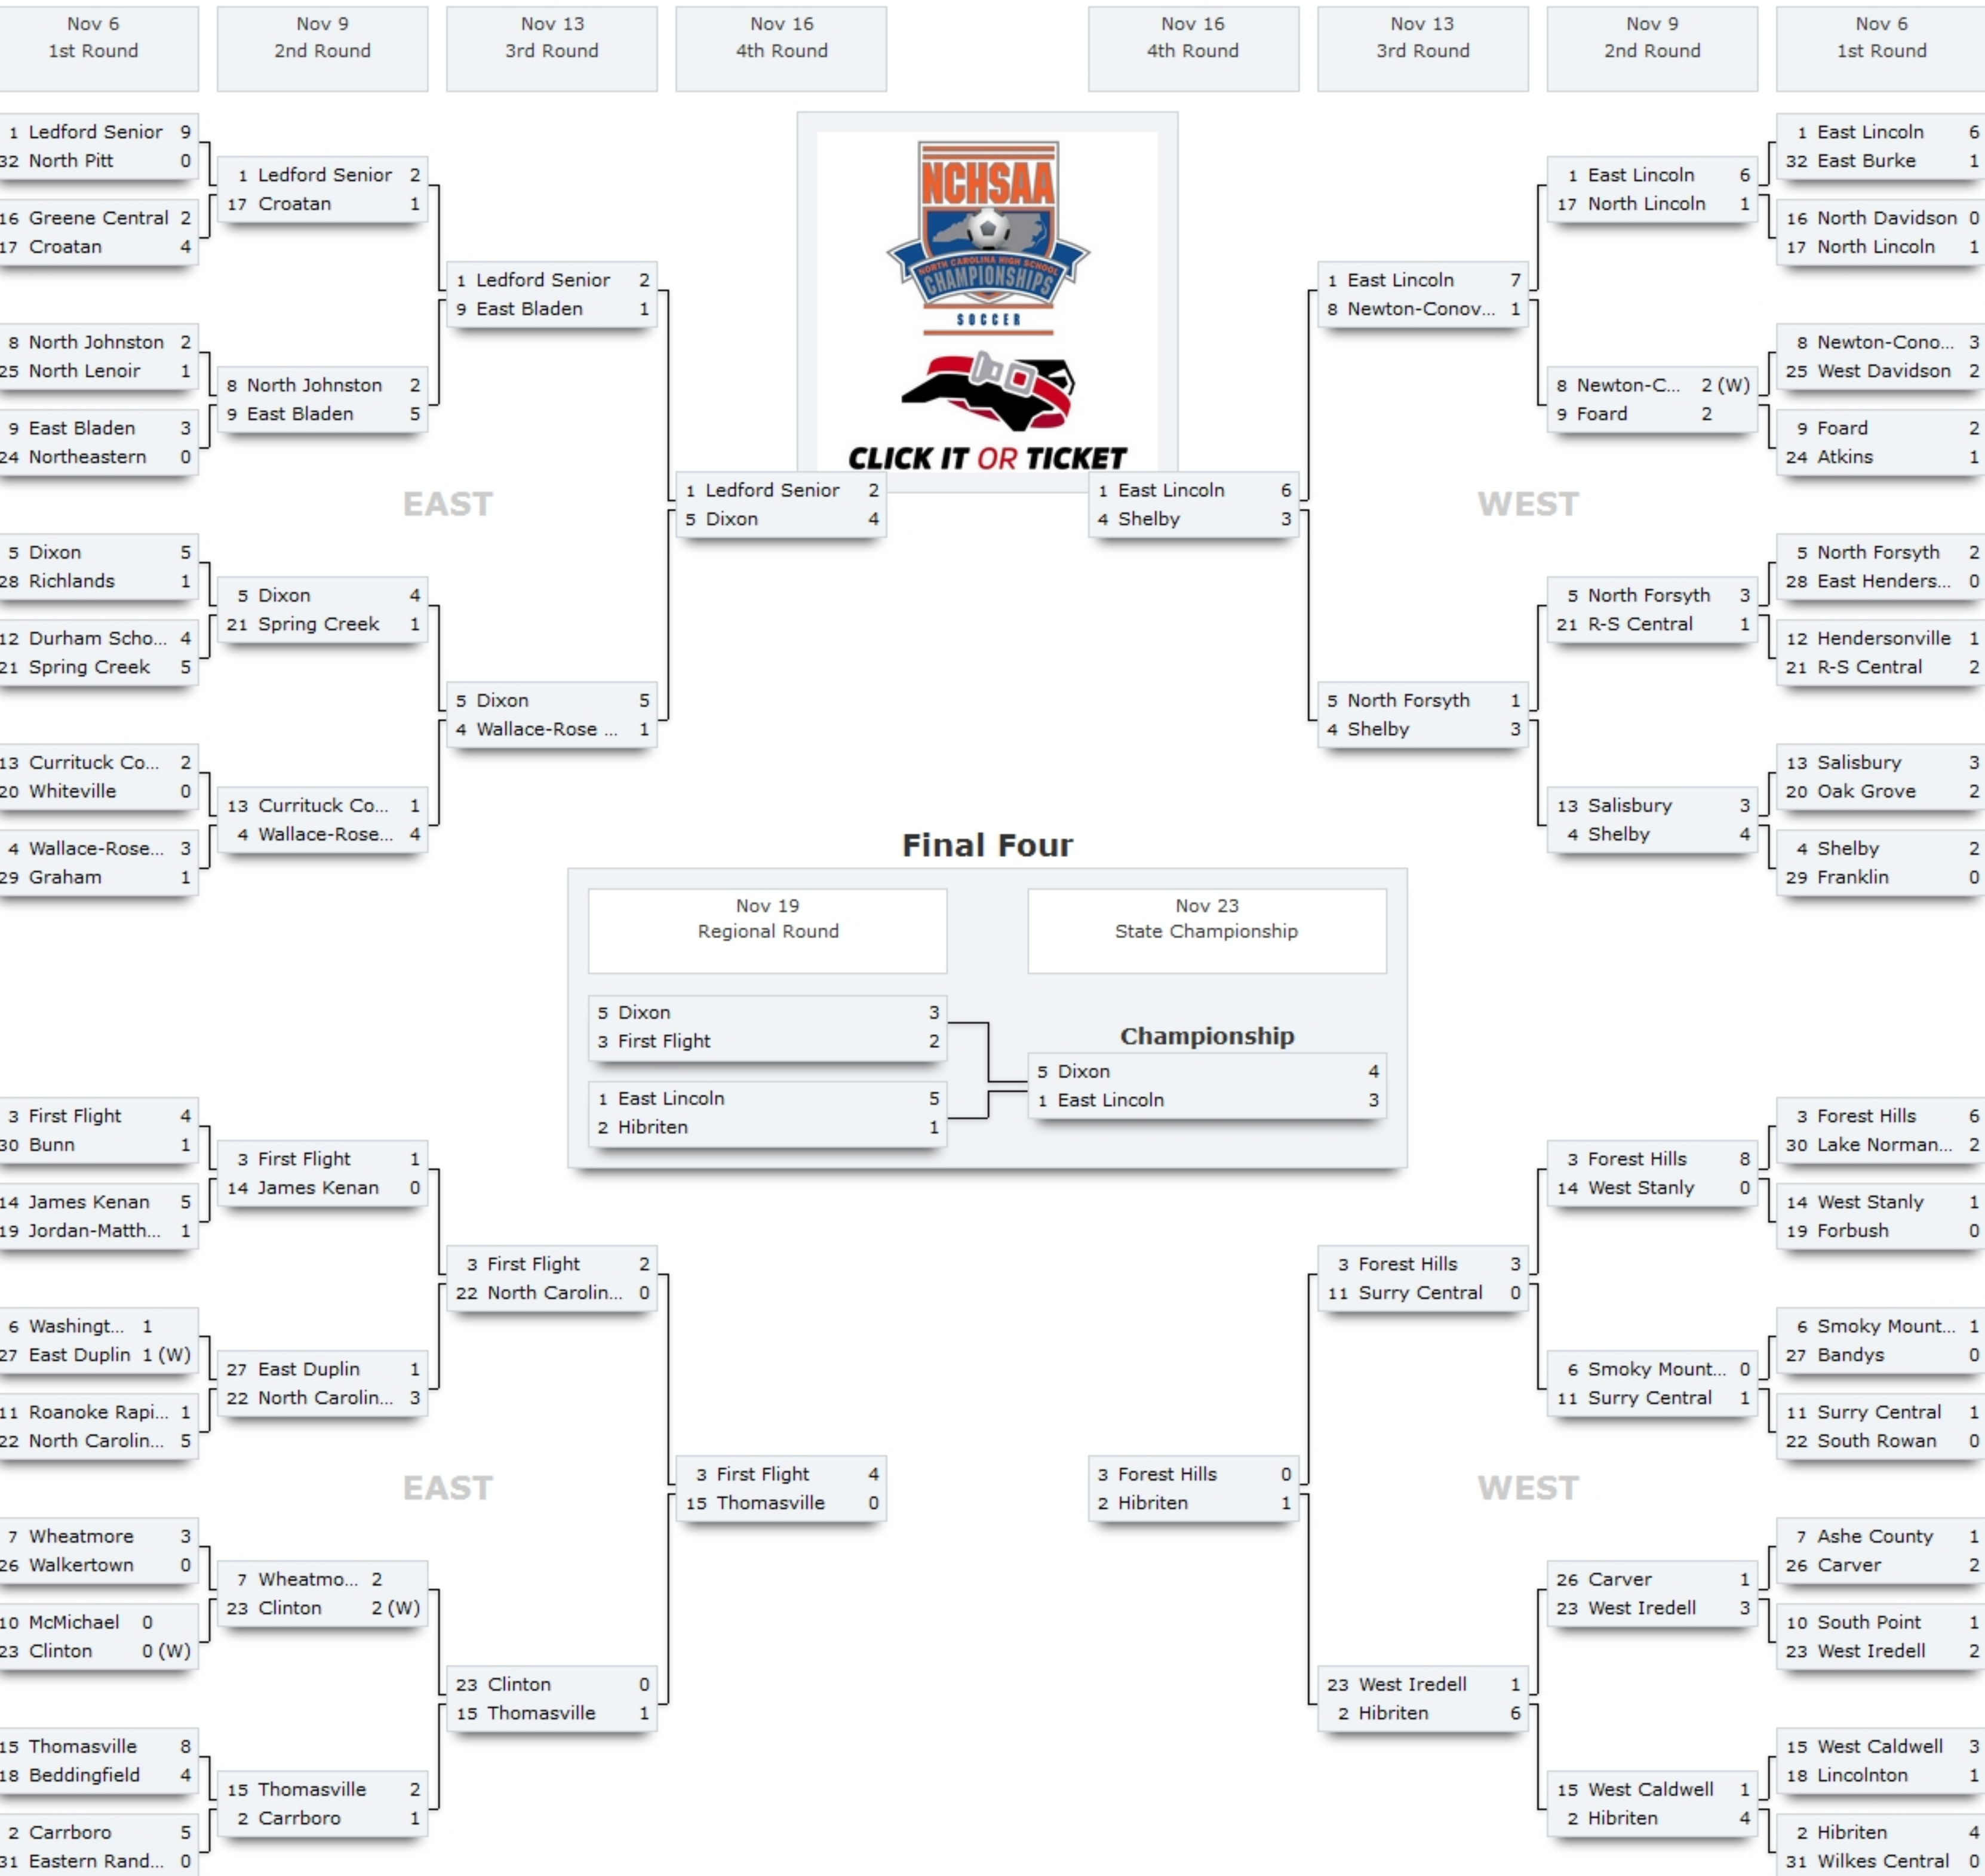 Nov 6
1st Round
Nov 9
2nd Round
Nov 13
3rd Round
Nov 16
4th Round
Nov 16
4th Round
Nov 13
3rd Round
Nov 9
2nd Round
Nov 6
1st Round
1 Ledford Senior 9
32 North Pitt 0
16 Greene Central 2
17 Croatan 4
8 North Johnston 2
25 North Lenoir 1
9 East Bladen 3
24 Northeastern 0
5 Dixon 5
28 Richlands 1
12 Durham Scho... 4
21 Spring Creek 5
13 Currituck Co... 2
20 Whiteville 0
4 Wallace-Rose... 3
29 Graham 1
1 Ledford Senior 2
17 Croatan 1
8 North Johnston 2
9 East Bladen 5
5 Dixon 4
21 Spring Creek 1
13 Currituck Co... 1
4 Wallace-Rose... 4
1 Ledford Senior 2
9 East Bladen 1
5 Dixon 5
4 Wallace-Rose ... 1
EAST
1 Ledford Senior 2
5 Dixon 4
NCHSAA
NORTH CAROLINA HIGH SCHOOL
CHAMPIONSHIPS
SOCCER
CLICK IT OR TICKET
1 East Lincoln 6
4 Shelby 3
WEST
1 East Lincoln 7
8 Newton-Conov... 1
5 North Forsyth 1
4 Shelby 3
1 East Lincoln 6
17 North Lincoln 1
8 Newton-C... 2 (W)
9 Foard 2
5 North Forsyth 3
21 R-S Central 1
13 Salisbury 3
4 Shelby 4
1 East Lincoln 6
32 East Burke 1
16 North Davidson 0
17 North Lincoln 1
8 Newton-Cono... 3
25 West Davidson 2
9 Foard 2
24 Atkins 1
5 North Forsyth 2
28 East Henders... 0
12 Hendersonville 1
21 R-S Central 2
13 Salisbury 3
20 Oak Grove 2
4 Shelby 2
29 Franklin 0
Final Four
Nov 19
Regional Round
Nov 23
State Championship
5 Dixon 3
3 First Flight 2
1 East Lincoln 5
2 Hibriten 1
Championship
5 Dixon 4
1 East Lincoln 3
3 First Flight 4
30 Bunn 1
14 James Kenan 5
19 Jordan-Matth... 1
6 Washingt... 1
27 East Duplin 1 (W)
11 Roanoke Rapi... 1
22 North Carolin... 5
7 Wheatmore 3
26 Walkertown 0
10 McMichael 0
23 Clinton 0 (W)
15 Thomasville 8
18 Beddingfield 4
2 Carrboro 5
31 Eastern Rand... 0
3 First Flight 1
14 James Kenan 0
27 East Duplin 1
22 North Carolin... 3
7 Wheatmo... 2
23 Clinton 2 (W)
15 Thomasville 2
2 Carrboro 1
3 First Flight 2
22 North Carolin... 0
23 Clinton 0
15 Thomasville 1
EAST
3 First Flight 4
15 Thomasville 0
3 Forest Hills 0
2 Hibriten 1
WEST
3 Forest Hills 3
11 Surry Central 0
23 West Iredell 1
2 Hibriten 6
3 Forest Hills 8
14 West Stanly 0
6 Smoky Mount... 0
11 Surry Central 1
26 Carver 1
23 West Iredell 3
15 West Caldwell 1
2 Hibriten 4
3 Forest Hills 6
30 Lake Norman... 2
14 West Stanly 1
19 Forbush 0
6 Smoky Mount... 1
27 Bandys 0
11 Surry Central 1
22 South Rowan 0
7 Ashe County 1
26 Carver 2
10 South Point 1
23 West Iredell 2
15 West Caldwell 3
18 Lincolnton 1
2 Hibriten 4
31 Wilkes Central 0